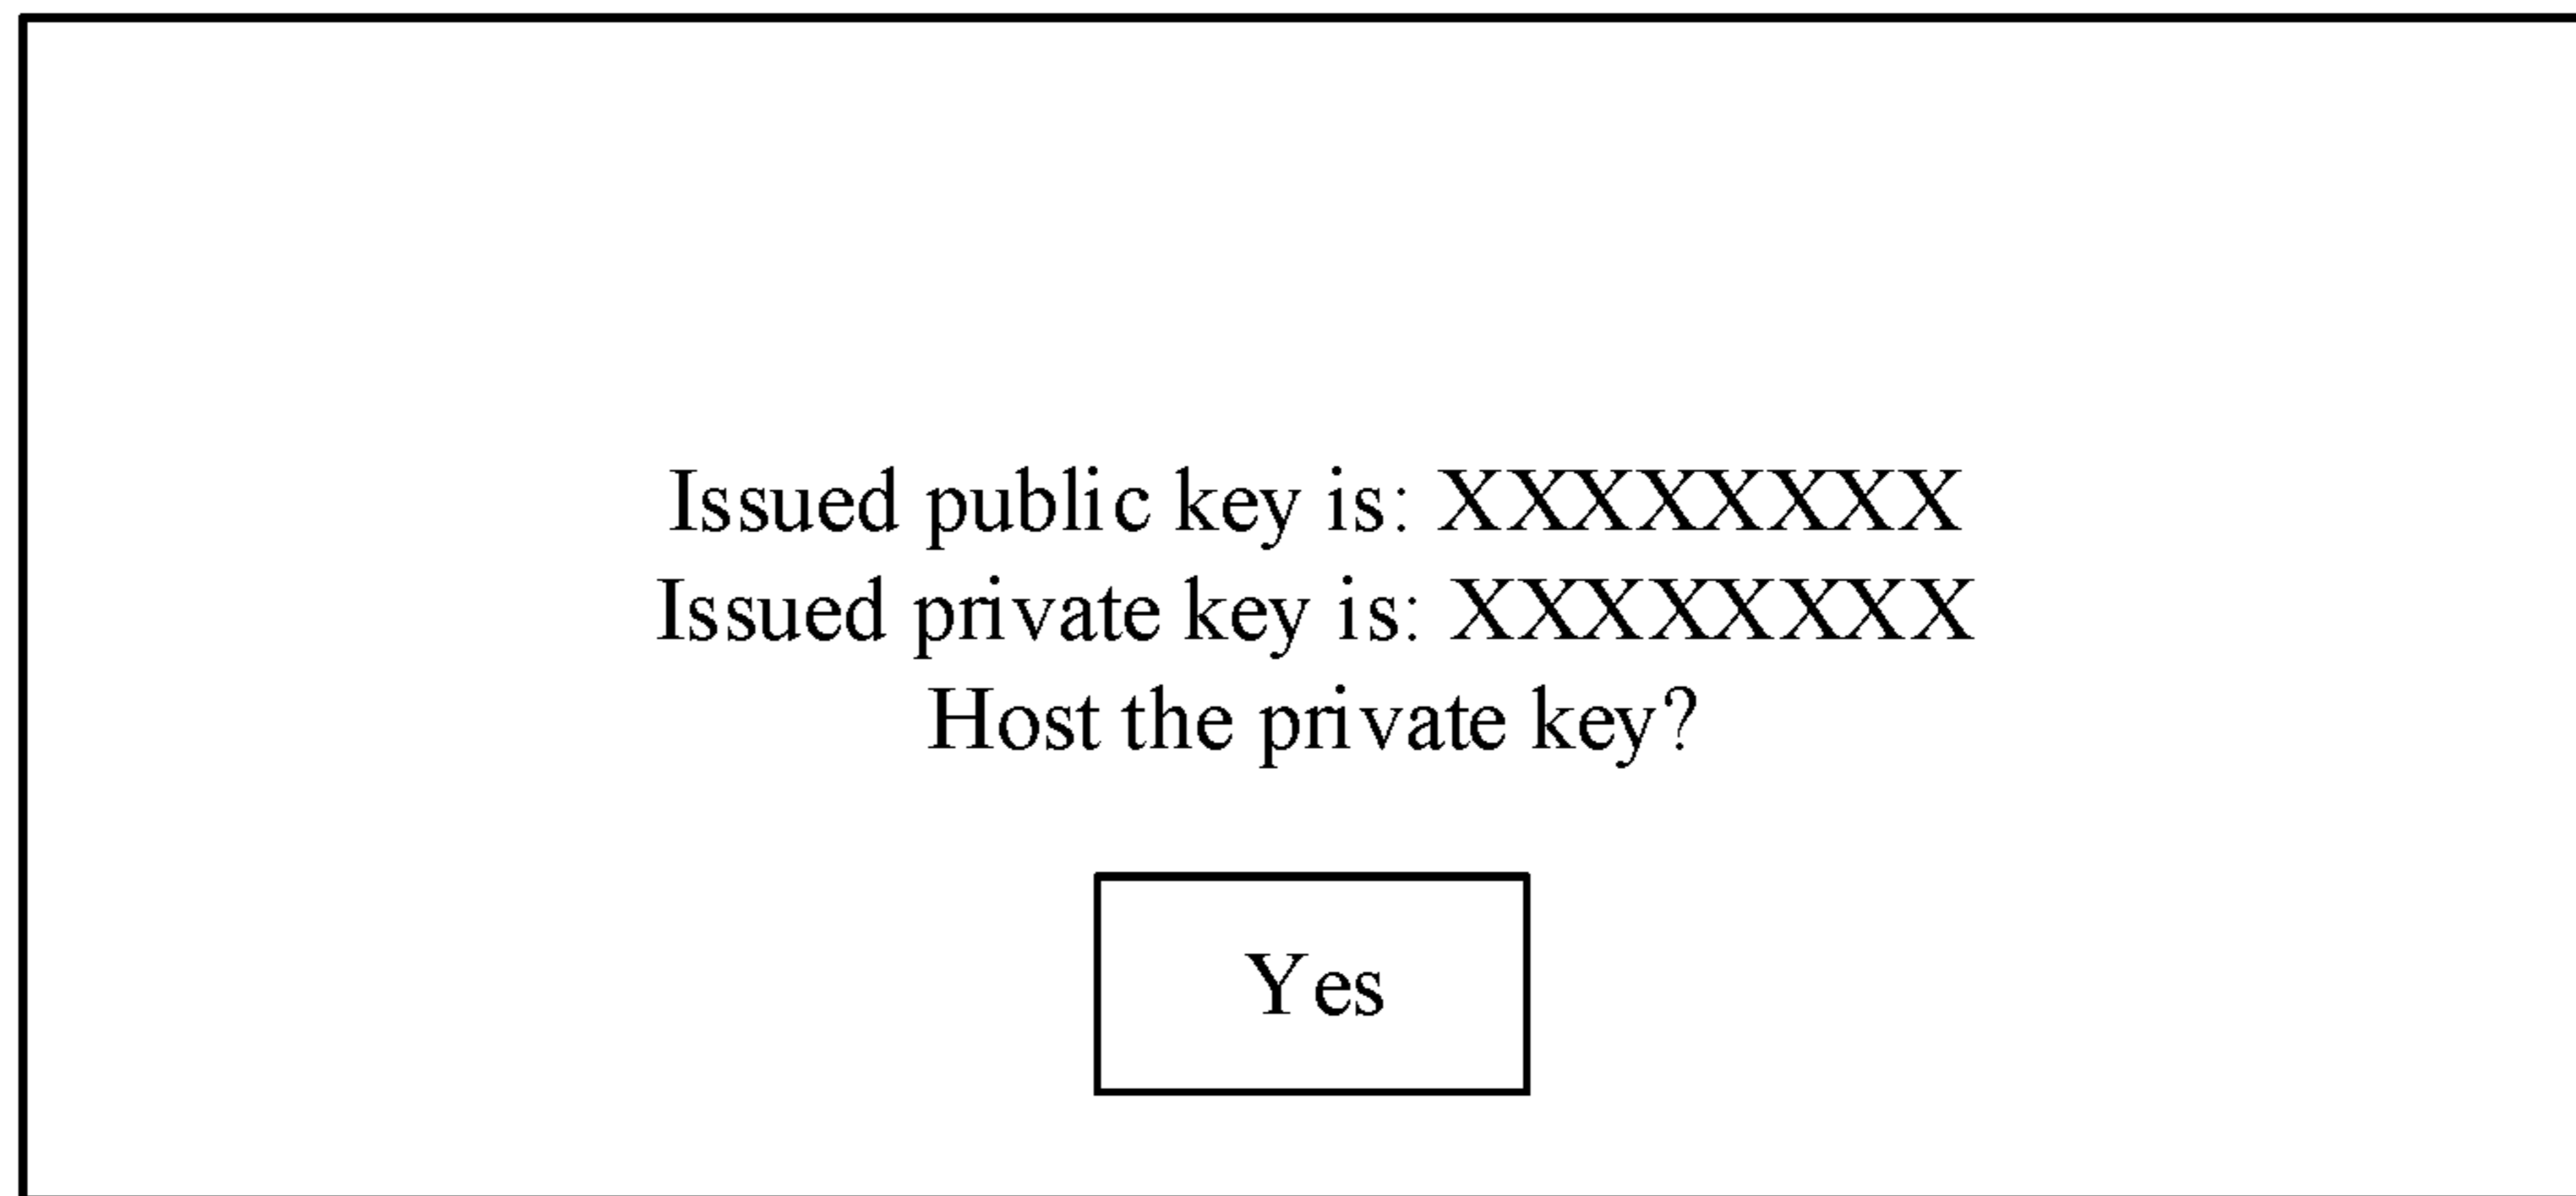 Issued public key is: XXXXXXXX
Issued private key is: XXXXXXXX
Host the private key?
Yes